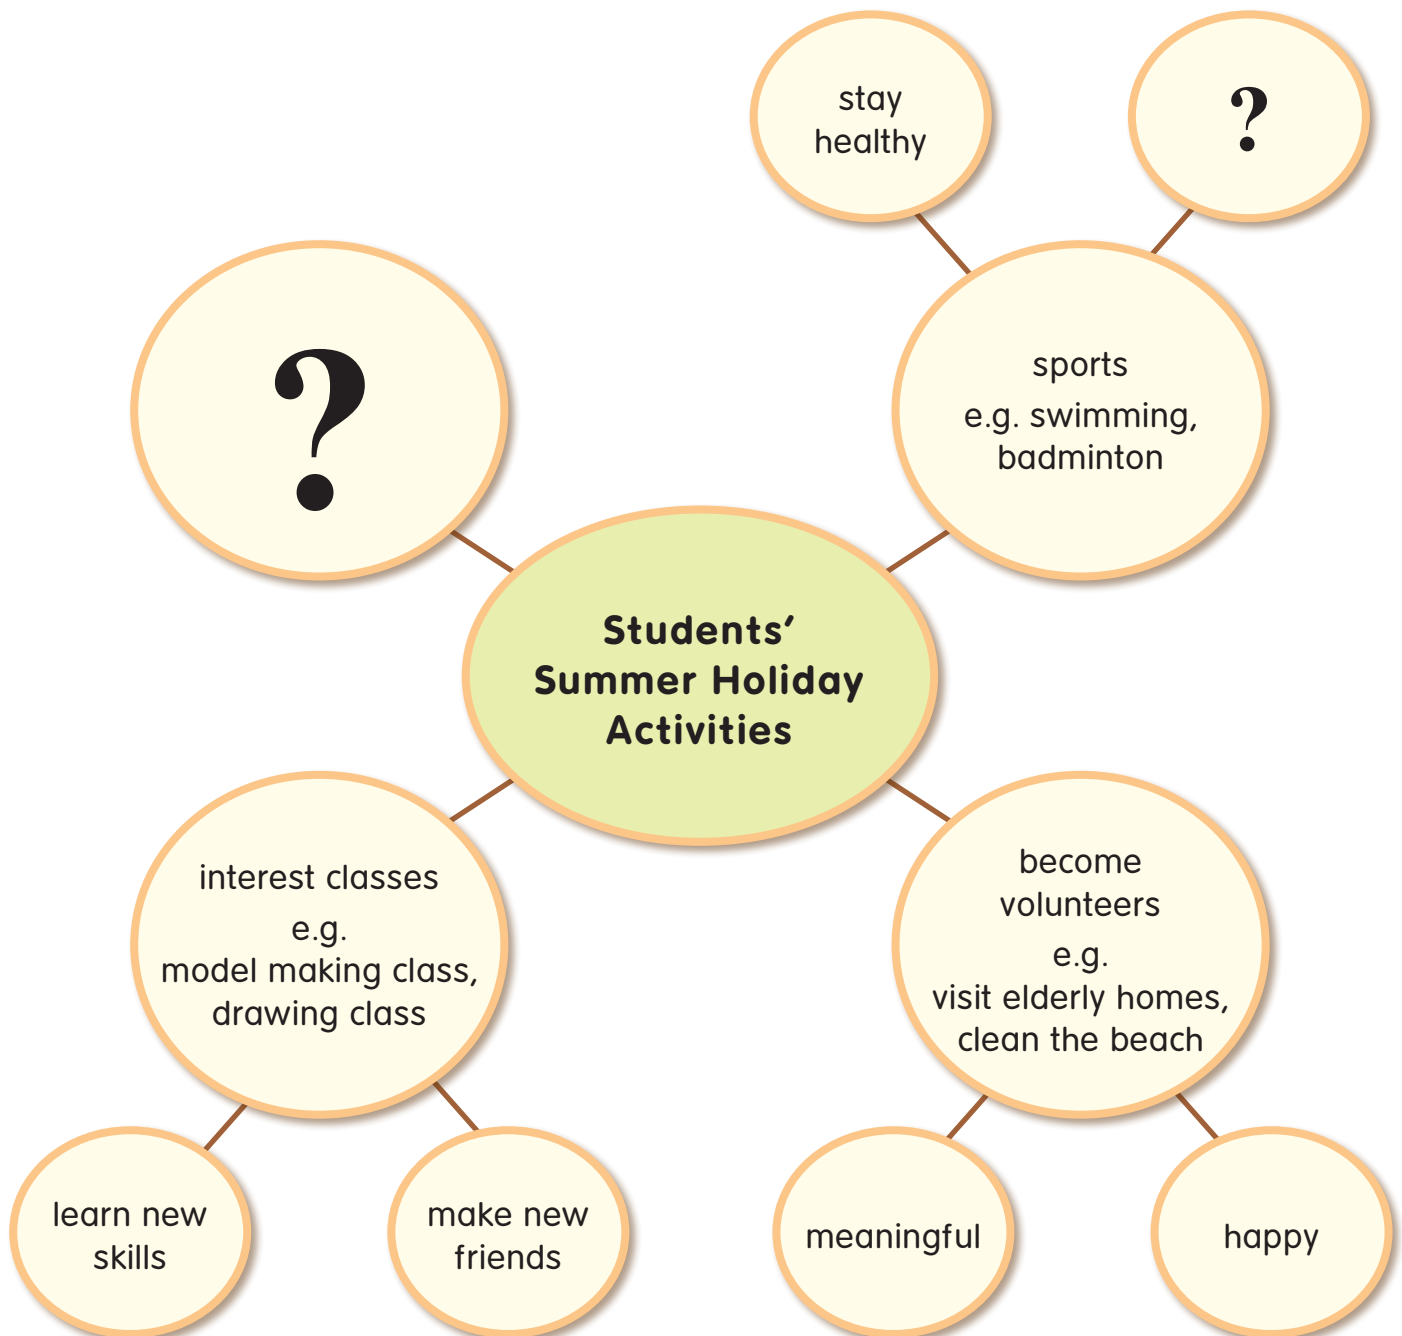 stay
healthy
?
?
sports
e.g. swimming,
badminton
Students’
Summer Holiday
Activities
interest classes
e.g.
model making class,
drawing class
become
volunteers
e.g.
visit elderly homes,
clean the beach
learn new
skills
make new
friends
meaningful
happy